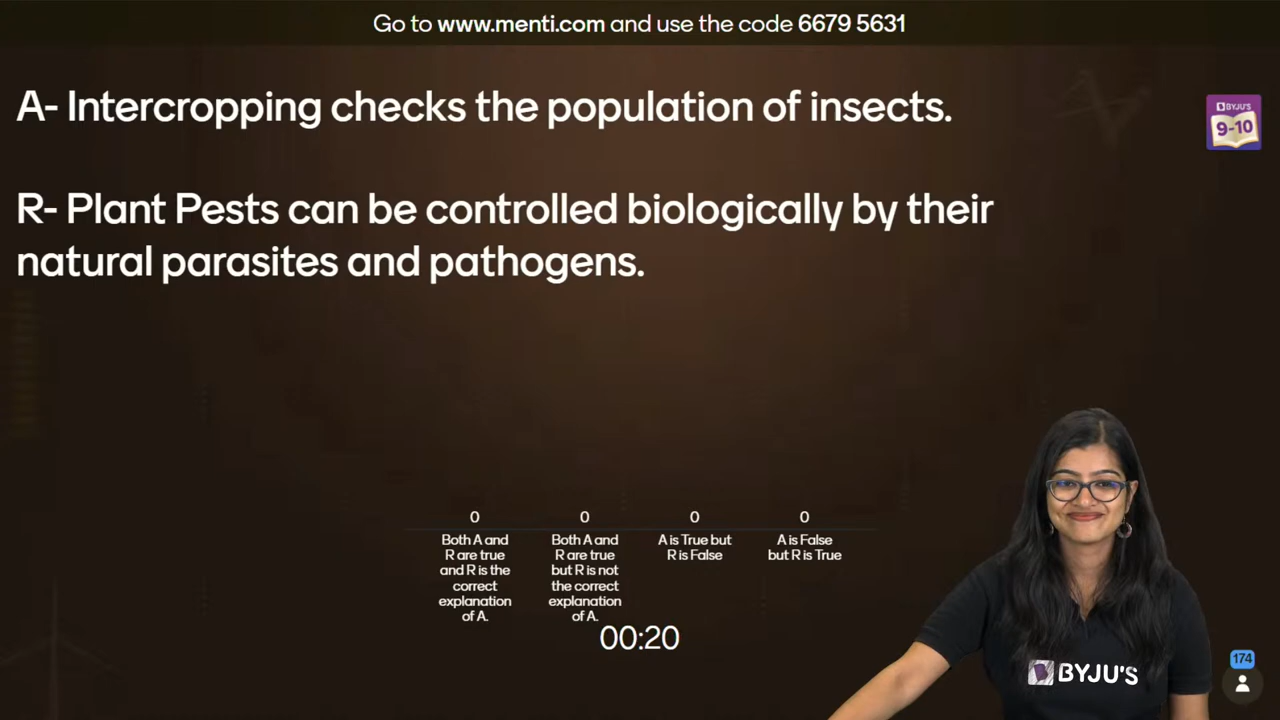 Go to www.menti.com and use the code 6679 5631
A- Intercropping checks the population of insects.
BYJU'S
9-10
R- Plant Pests can be controlled biologically by their
natural parasites and pathogens.
0
0
0
0
Both A and
R are true
and R is the
correct
explanation
of A.
Both A and
R are true
but R is not
the correct
explanation
of A.
A is True but
R is False
A is False
but R is True
00:20
BYJU'S
174